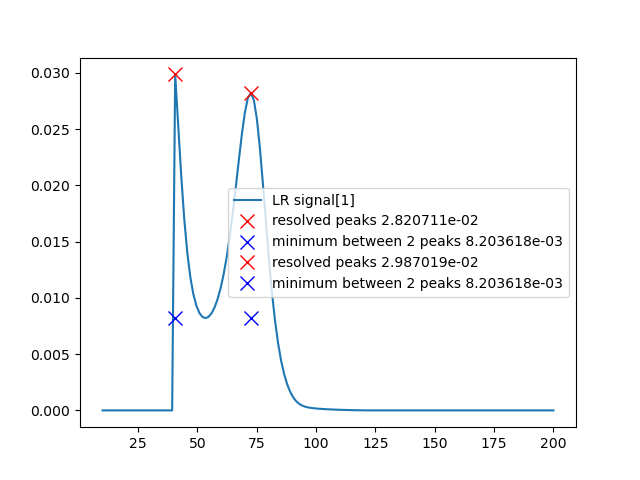 0.030
0.025
0.020
0.015
0.010
0.005
0.000
LR signal[1]
resolved peaks 2.820711e-02
minimum between 2 peaks 8.203618e-03
resolved peaks 2.987019e-02
minimum between 2 peaks 8.203618e-03
25 50 75 100 125 150 175 200